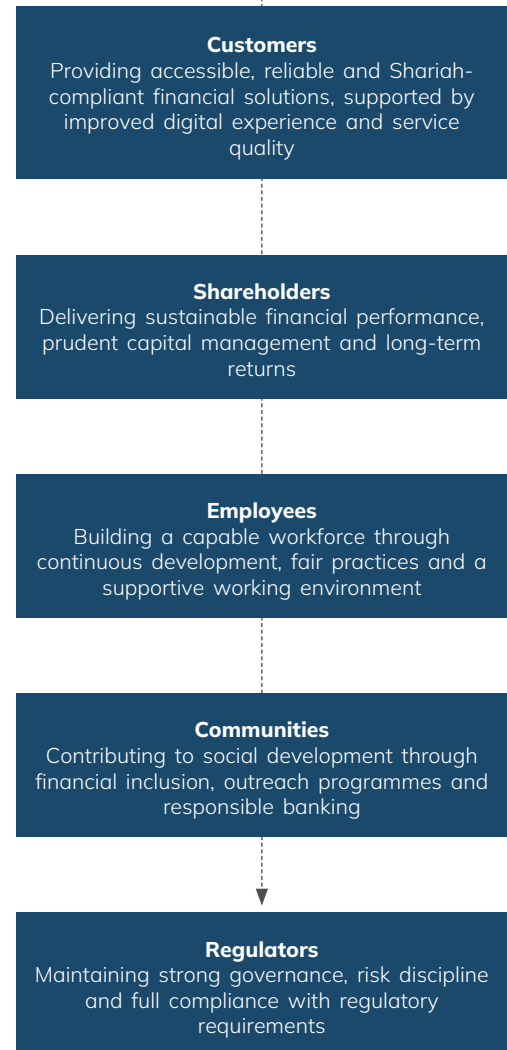 Customers
Providing accessible, reliable and Shariah-
compliant financial solutions, supported by
improved digital experience and service
quality
Shareholders
Delivering sustainable financial performance,
prudent capital management and long-term
returns
Employees
Building a capable workforce through
continuous development, fair practices and a
supportive working environment
Communities
Contributing to social development through
financial inclusion, outreach programmes and
responsible banking
Regulators
Maintaining strong governance, risk discipline
and full compliance with regulatory
requirements